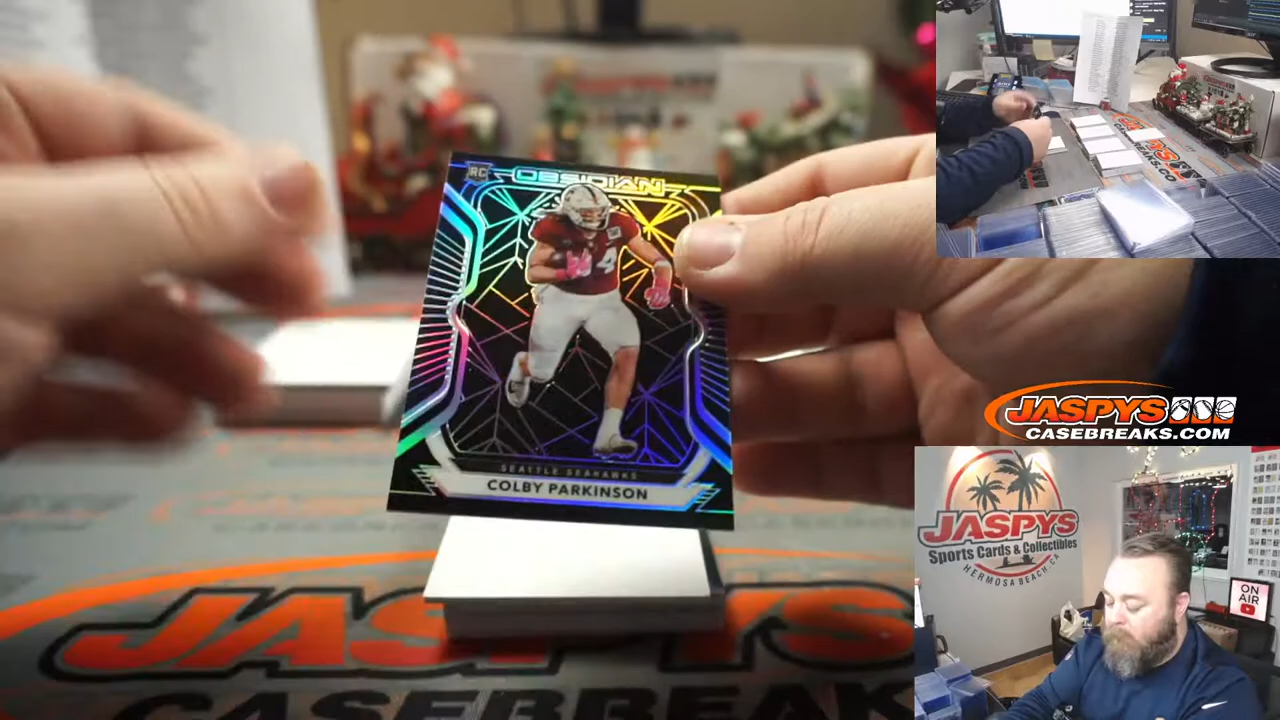 RC
OBSIDIAN
84
SEATTLE SEAHAWKS
COLBY PARKINSON
JASPYS
CASEBREAKS
JASPYS
CASEBREAKS.COM
JASPYS
Sports Cards & Collectibles
HERMOSA BEACH, CA
ON
AIR